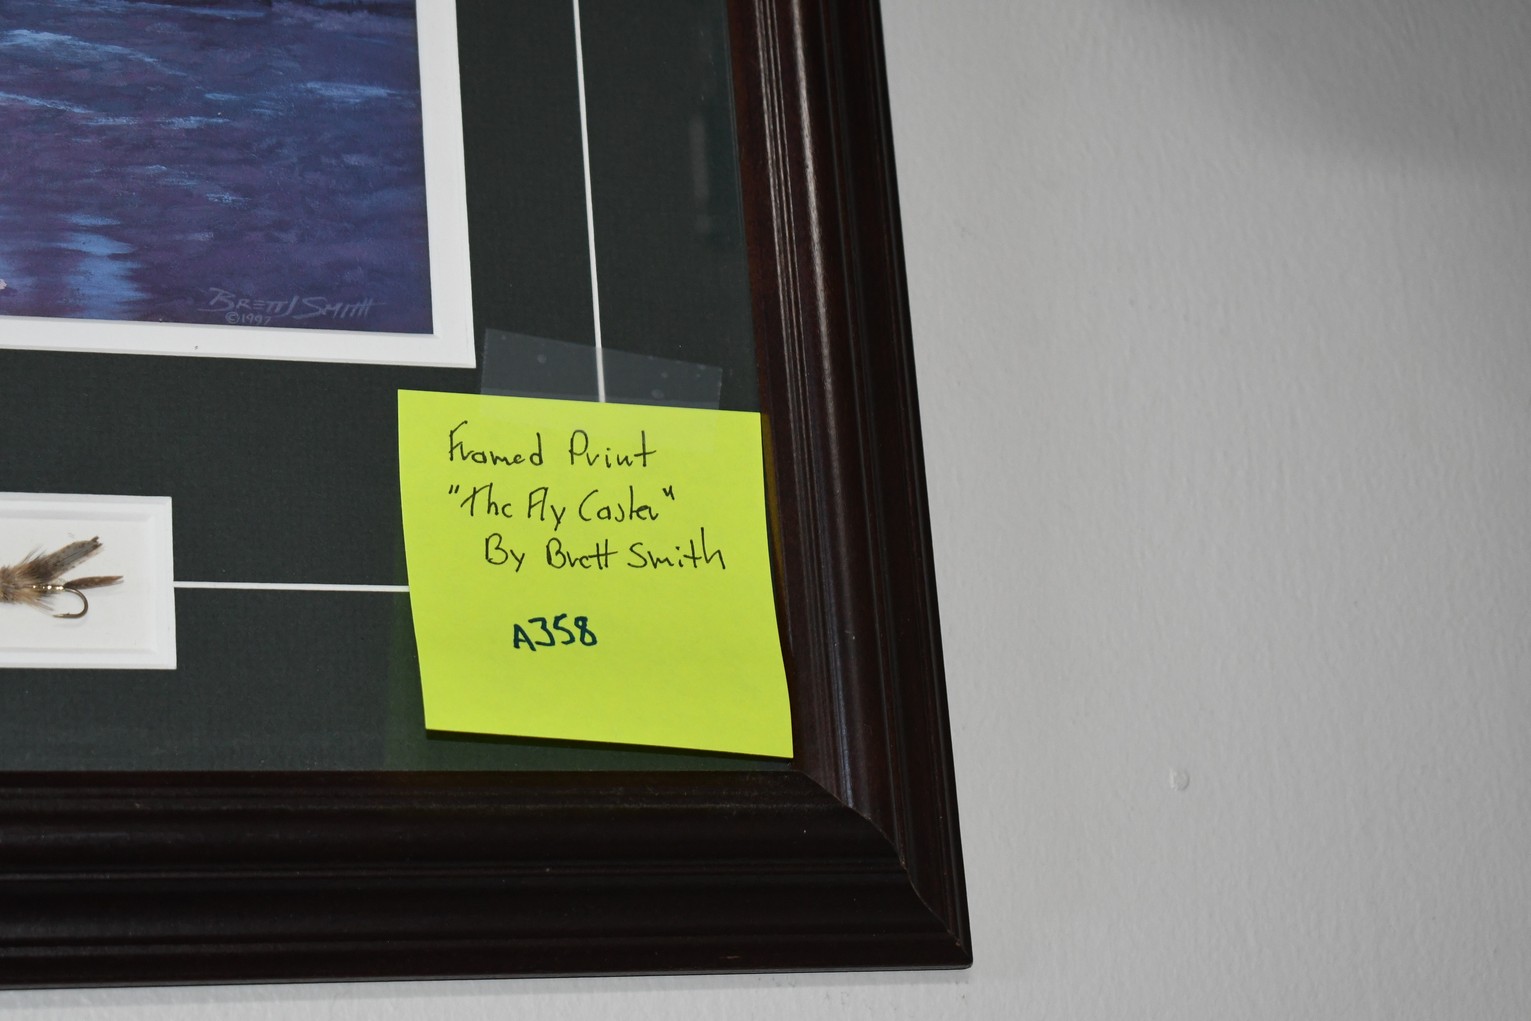 BRETT J SMITH
©1997
Framed Print
"The Fly Caster"
By Brett Smith
A358